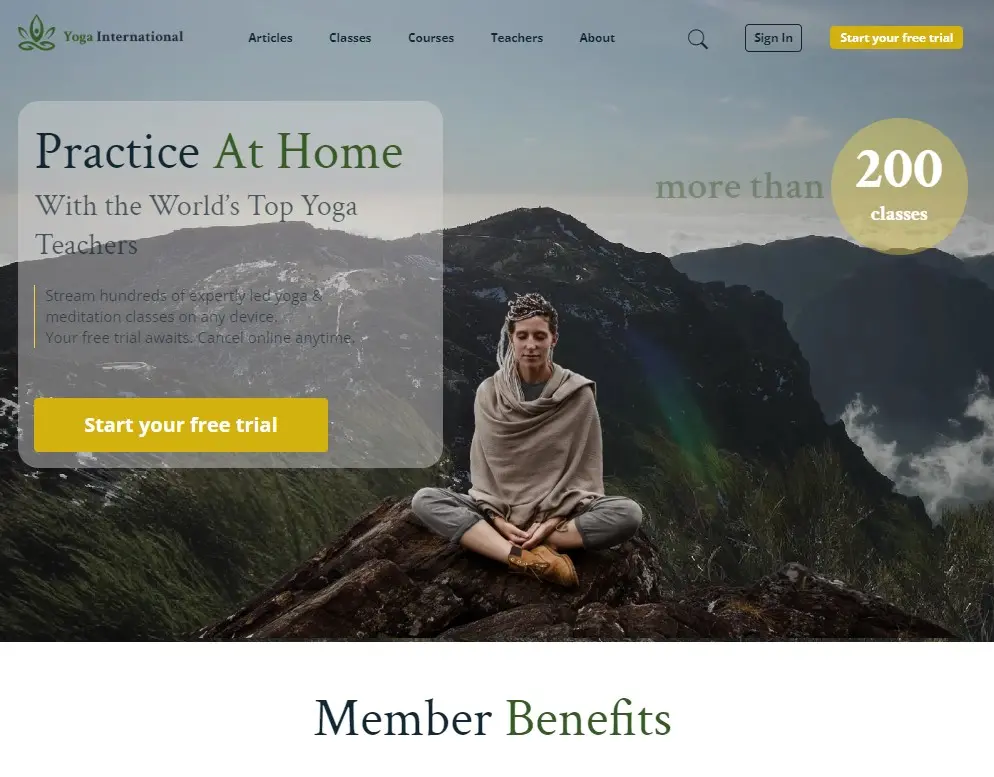 Yoga International
Articles
Classes
Courses
Teachers
About
Sign In
Start your free trial
Practice At Home
With the World’s Top Yoga
Teachers
Stream hundreds of expertly led yoga &
meditation classes on any device.
Your free trial awaits. Cancel online anytime.
Start your free trial
more than
200
classes
Member Benefits